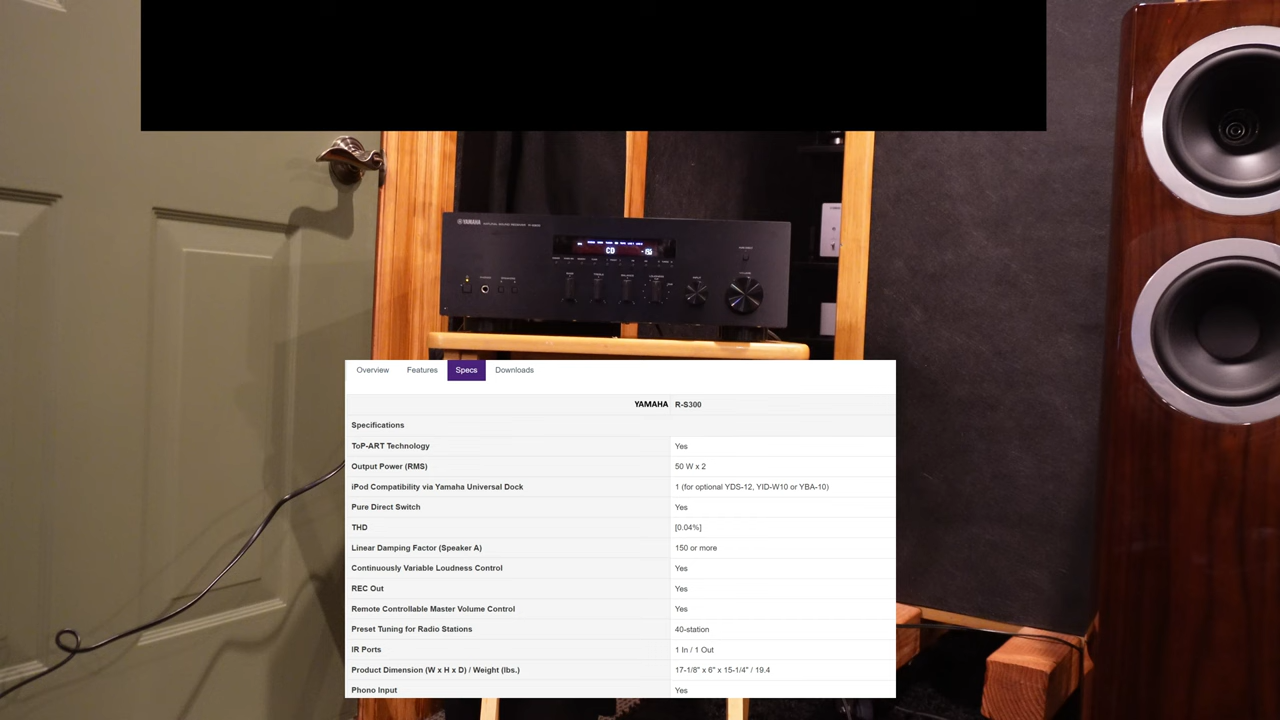 YAMAHA
CD
Overview Features Specs Downloads
YAMAHA R-S300
Specifications
ToP-ART Technology Yes
Output Power (RMS) 50 W x 2
iPod Compatibility via Yamaha Universal Dock 1 (for optional YDS-12, YID-W10 or YBA-10)
Pure Direct Switch Yes
THD [0.04%]
Linear Damping Factor (Speaker A) 150 or more
Continuously Variable Loudness Control Yes
REC Out Yes
Remote Controllable Master Volume Control Yes
Preset Tuning for Radio Stations 40-station
IR Ports 1 In / 1 Out
Product Dimension (W x H x D) / Weight (lbs.) 17-1/8" x 6" x 15-1/4" / 19.4
Phono Input Yes